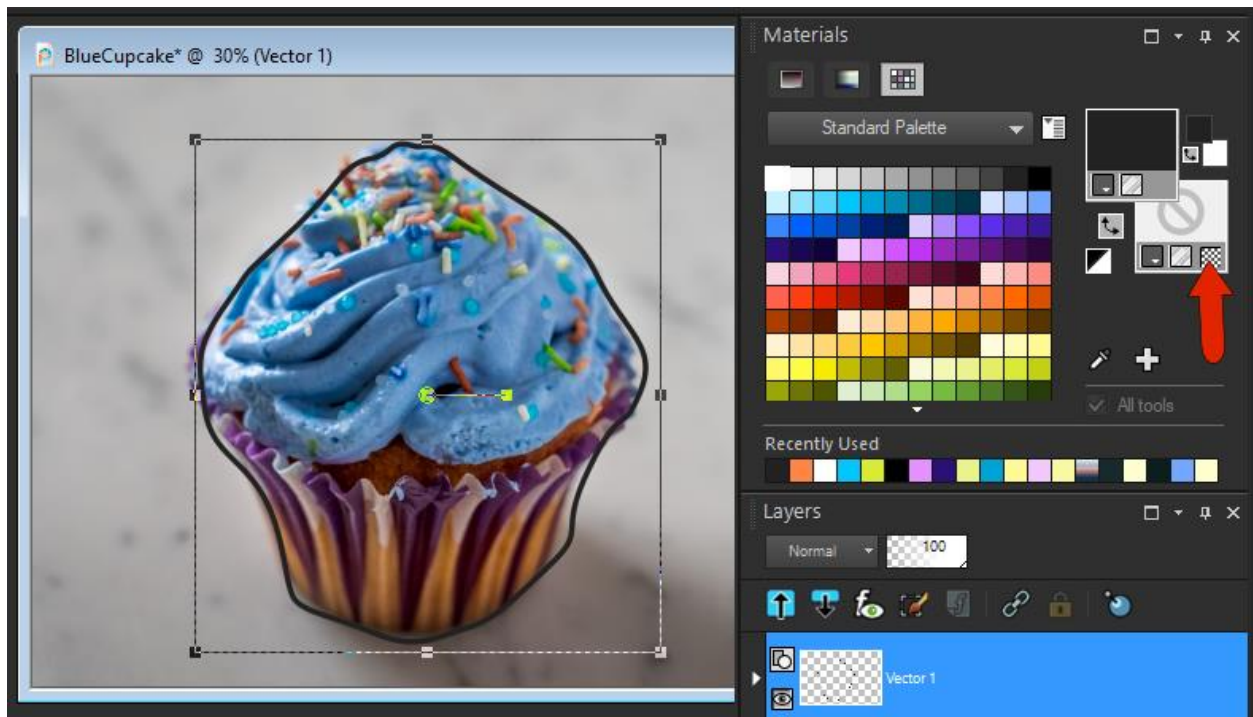 BlueCupcake* @ 30% (Vector 1)
Materials
Standard Palette
All tools
Recently Used
Layers
Normal
100
Vector 1